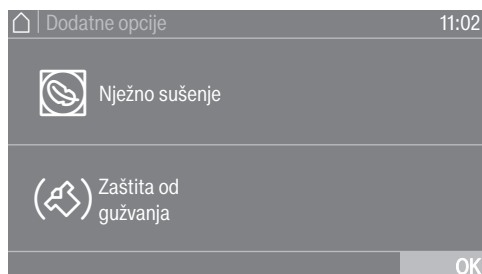 Dodatne opcije 11:02
Nježno sušenje
Zaštita od
gužvanja
OK